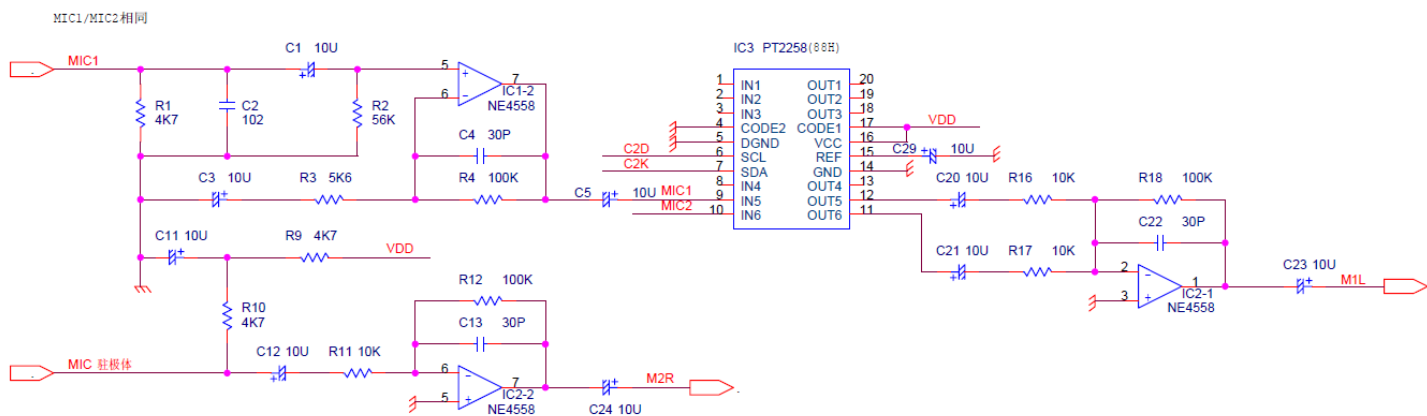 MIC1/MIC2相同
MIC1
C1 10U
R1
4K7
C2
102
R2
56K
5
6
7
+
−
IC1-2
NE4558
C4 30P
C3 10U
R3 5K6
R4 100K
C5 10U
IC3 PT2258(88H)
1 IN1 OUT1 20
2 IN2 OUT2 19
3 IN3 OUT3 18
4 CODE2 CODE1 17 VDD
5 DGND VCC 16
C2D 6 SCL REF 15 C29 10U
C2K 7 SDA GND 14
8 IN4 OUT4 13
MIC1 9 IN5 OUT5 12
MIC2 10 IN6 OUT6 11
C20 10U
R16 10K
R18 100K
C22 30P
C21 10U
R17 10K
2
3
1
−
+
IC2-1
NE4558
C23 10U
M1L
C11 10U
R9 4K7
VDD
R10
4K7
R12 100K
C13 30P
MIC 驻极体
C12 10U
R11 10K
6
5
7
−
+
IC2-2
NE4558
C24 10U
M2R